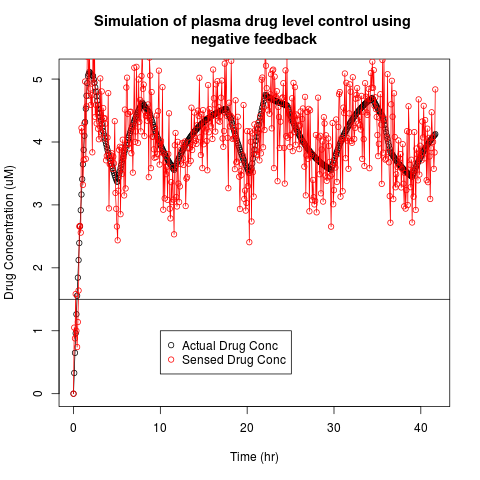 Simulation of plasma drug level control using
negative feedback
Drug Concentration (uM)
5
4
3
2
1
0
Actual Drug Conc
Sensed Drug Conc
0 10 20 30 40
Time (hr)